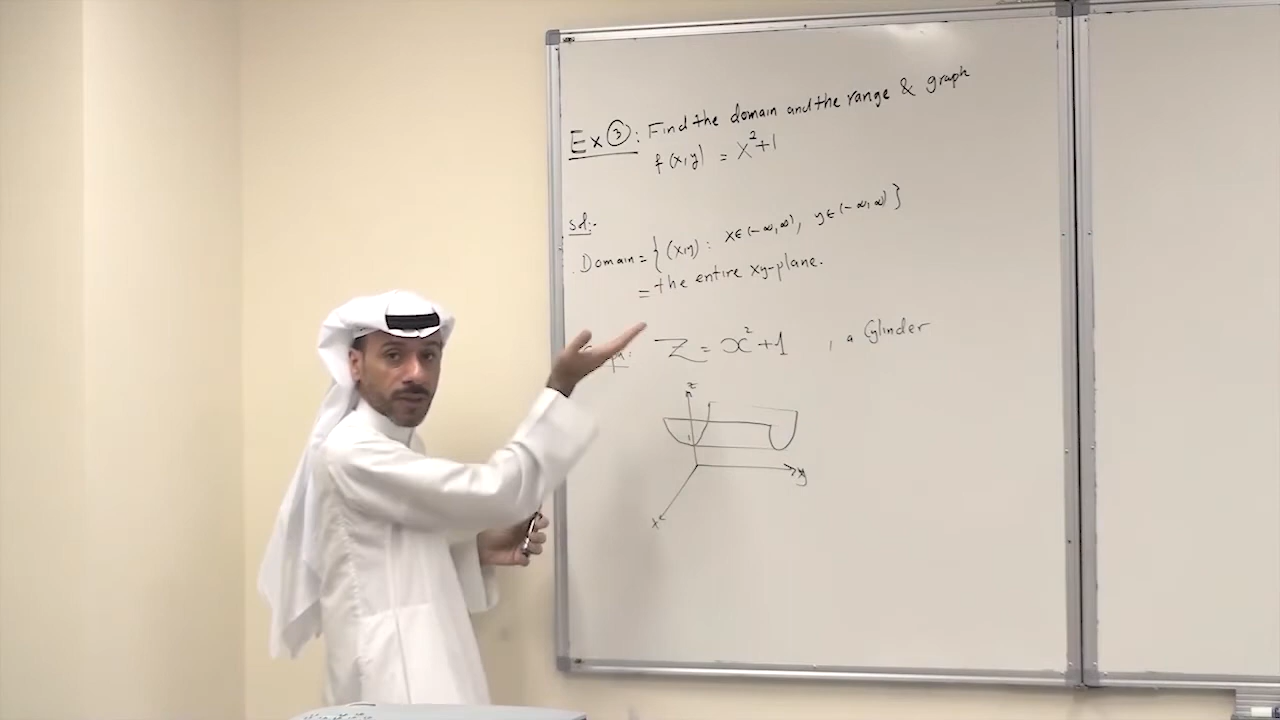 Ex ③: Find the domain and the range & graph
f(x,y) = x²+1
Sol:-
Domain = {(x,y): x∈(-∞,∞), y∈(-∞,∞)}
= the entire xy-plane.
Z = x²+1 , a Cylinder
z
y
x